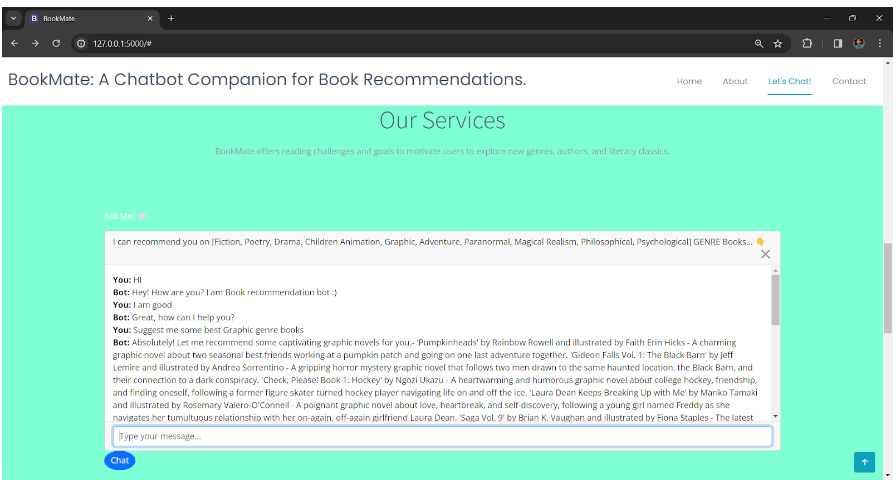 BookMate
127.0.0.1:5000/#
BookMate: A Chatbot Companion for Book Recommendations.
Home About Let's Chat! Contact
Our Services
BookMate offers reading challenges and goals to motivate users to explore new genres, authors, and literary classics.
Ask Me!
I can recommend you on [Fiction, Poetry, Drama, Children Animation, Graphic, Adventure, Paranormal, Magical Realism, Philosophical, Psychological] GENRE Books... 👇
You: HI
Bot: Hey! How are you? I am Book recommendation bot :)
You: I am good
Bot: Great, how can I help you?
You: Suggest me some best Graphic genre books
Bot: Absolutely! Let me recommend some captivating graphic novels for you.- 'Pumpkinheads' by Rainbow Rowell and illustrated by Faith Erin Hicks - A charming
graphic novel about two seasonal best friends working at a pumpkin patch and going on one last adventure together. 'Gideon Falls Vol. 1: The Black Barn' by Jeff
Lemire and illustrated by Andrea Sorrentino - A gripping horror mystery graphic novel that follows two men drawn to the same haunted location, the Black Barn, and
their connection to a dark conspiracy. 'Check, Please! Book 1: Hockey' by Ngozi Ukazu - A heartwarming and humorous graphic novel about college hockey, friendship,
and finding oneself, following a former figure skater turned hockey player navigating life on and off the ice. 'Laura Dean Keeps Breaking Up with Me' by Mariko Tamaki
and illustrated by Rosemary Valero-O'Connell - A poignant graphic novel about love, heartbreak, and self-discovery, following a young girl named Freddy as she
navigates her tumultuous relationship with her on-again, off-again girlfriend Laura Dean. 'Saga Vol. 9' by Brian K. Vaughan and illustrated by Fiona Staples - The latest
Type your message...
Chat